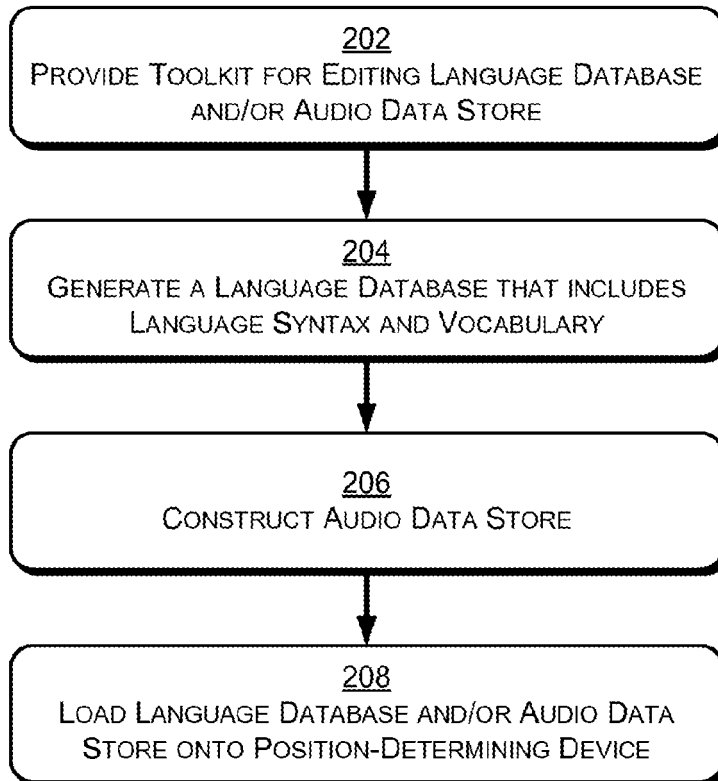 202
PROVIDE TOOLKIT FOR EDITING LANGUAGE DATABASE
AND/OR AUDIO DATA STORE
204
GENERATE A LANGUAGE DATABASE THAT INCLUDES
LANGUAGE SYNTAX AND VOCABULARY
206
CONSTRUCT AUDIO DATA STORE
208
LOAD LANGUAGE DATABASE AND/OR AUDIO DATA
STORE ONTO POSITION-DETERMINING DEVICE